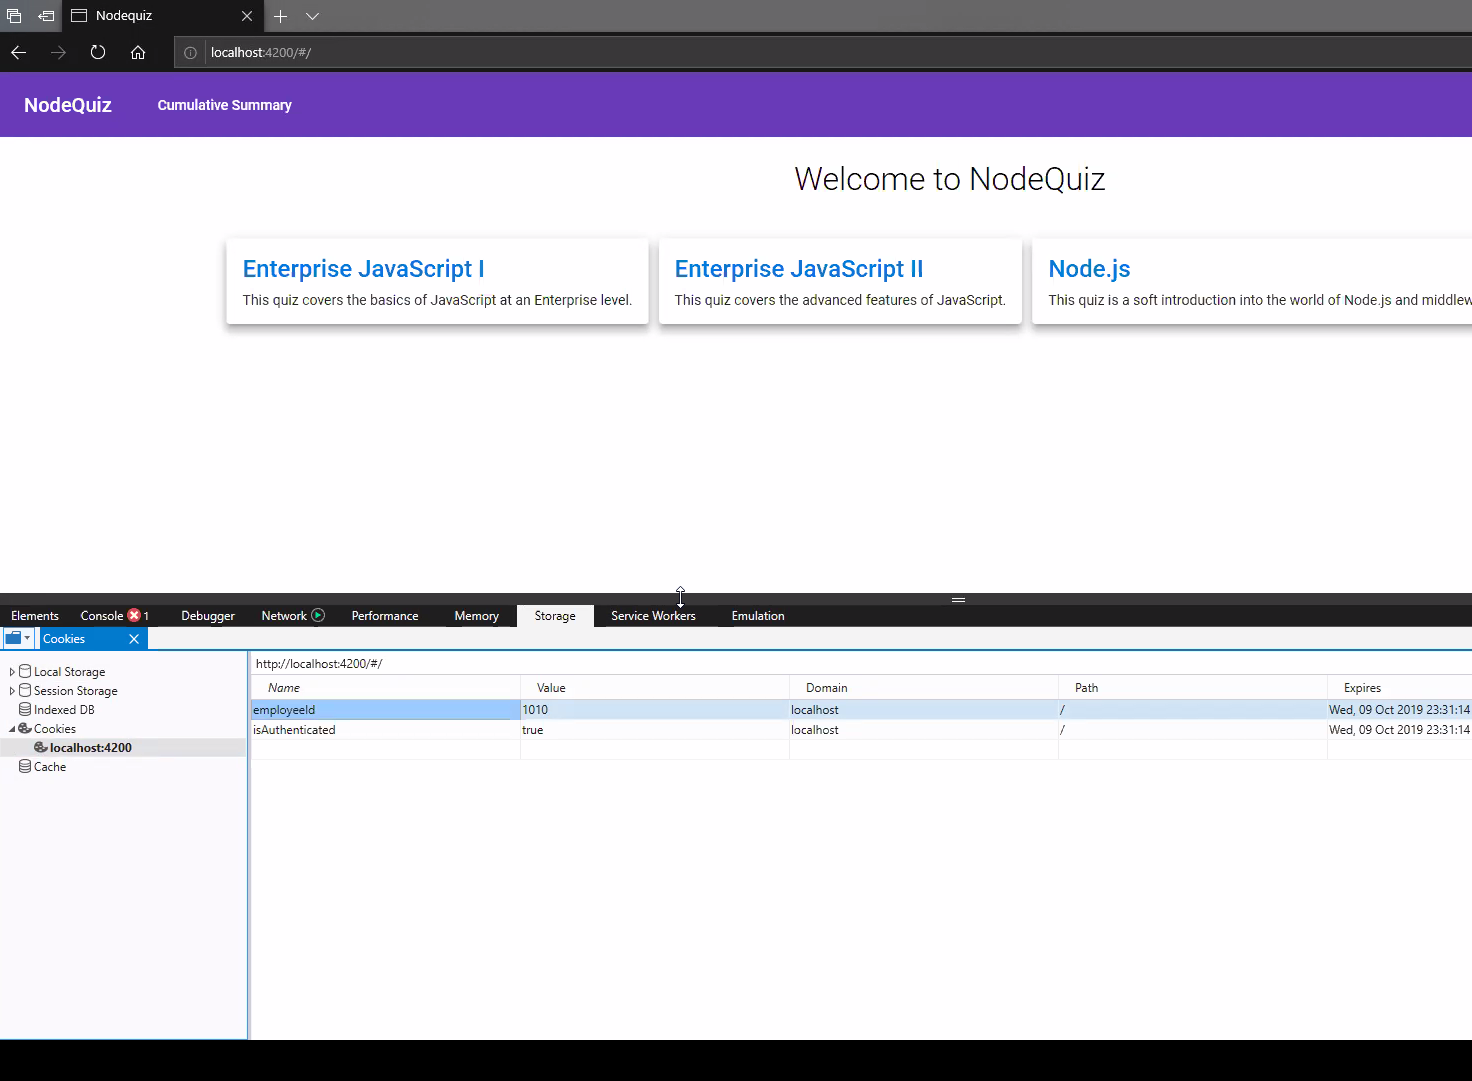 Nodequiz
localhost:4200/#/
NodeQuiz
Cumulative Summary
Welcome to NodeQuiz
Enterprise JavaScript I
This quiz covers the basics of JavaScript at an Enterprise level.
Enterprise JavaScript II
This quiz covers the advanced features of JavaScript.
Node.js
This quiz is a soft introduction into the world of Node.js and middlew
Elements Console 1 Debugger Network Performance Memory Storage Service Workers Emulation
Cookies
Local Storage
Session Storage
Indexed DB
Cookies
localhost:4200
Cache
http://localhost:4200/#/
Name Value Domain Path Expires
employeeId 1010 localhost / Wed, 09 Oct 2019 23:31:14
isAuthenticated true localhost / Wed, 09 Oct 2019 23:31:14